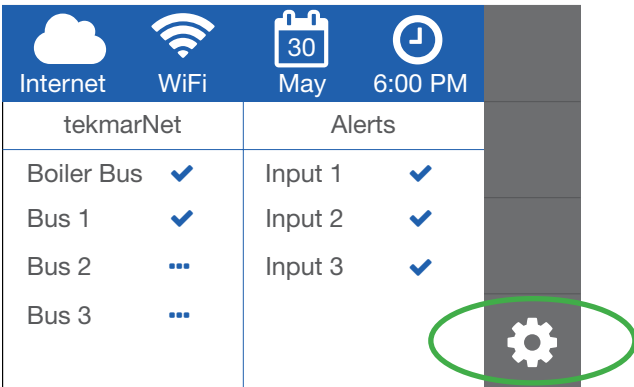 30
Internet WiFi May 6:00 PM
tekmarNet Alerts
Boiler Bus Input 1
Bus 1 Input 2
Bus 2 Input 3
Bus 3